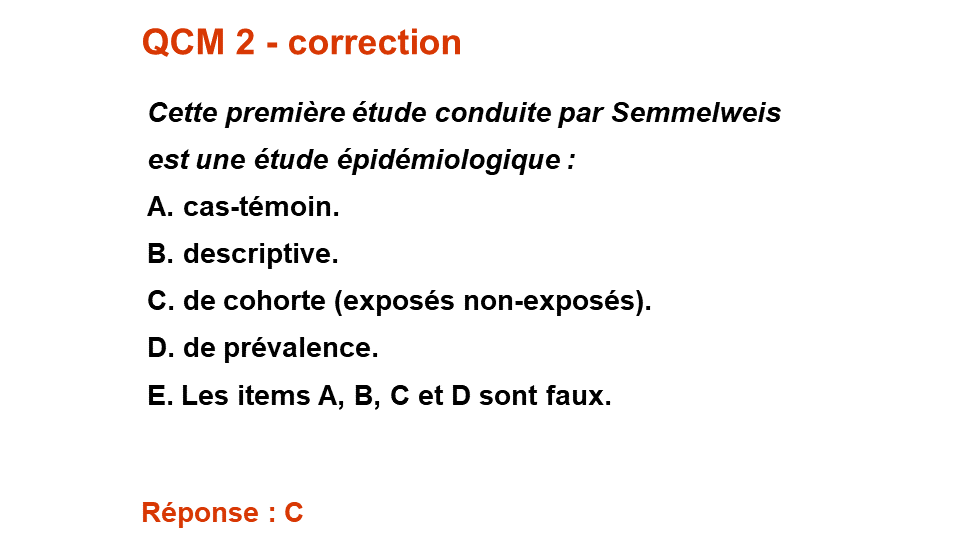 QCM 2 - correction
Cette première étude conduite par Semmelweis
est une étude épidémiologique :
A. cas-témoin.
B. descriptive.
C. de cohorte (exposés non-exposés).
D. de prévalence.
E. Les items A, B, C et D sont faux.
Réponse : C